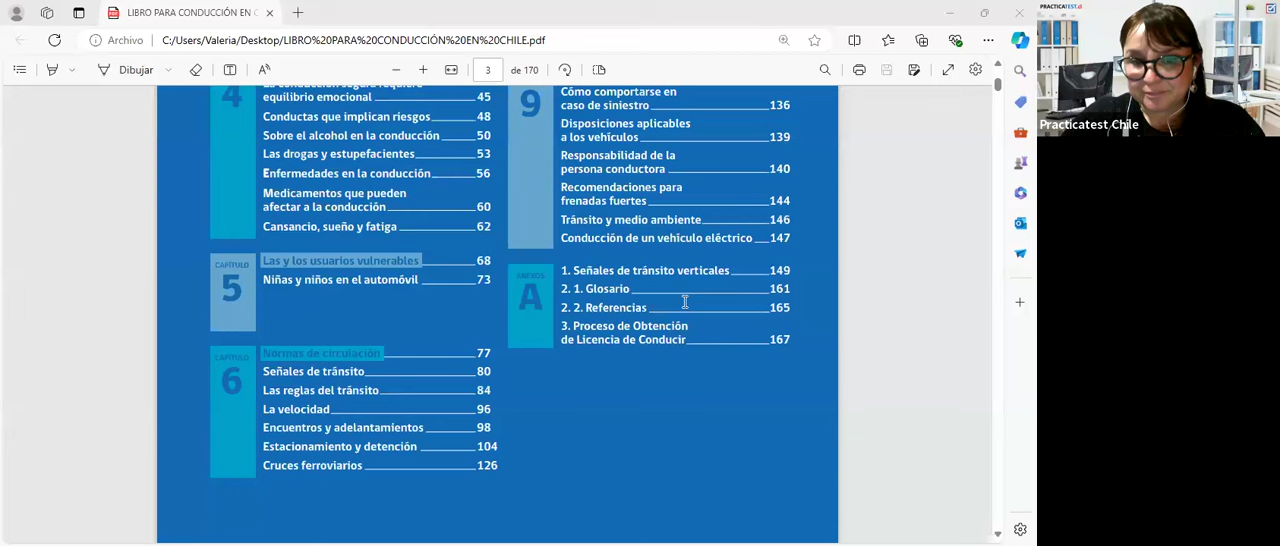 LIBRO PARA CONDUCCIÓN EN C
Archivo
C:/Users/Valeria/Desktop/LIBRO%20PARA%20CONDUCCIÓN%20EN%20CHILE.pdf
Dibujar
3
de 170
4
La conducción segura requiere
equilibrio emocional 45
Conductas que implican riesgos 48
Sobre el alcohol en la conducción 50
Las drogas y estupefacientes 53
Enfermedades en la conducción 56
Medicamentos que pueden
afectar a la conducción 60
Cansancio, sueño y fatiga 62
CAPÍTULO
5
Las y los usuarios vulnerables 68
Niñas y niños en el automóvil 73
CAPÍTULO
6
Normas de circulación 77
Señales de tránsito 80
Las reglas del tránsito 84
La velocidad 96
Encuentros y adelantamientos 98
Estacionamiento y detención 104
Cruces ferroviarios 126
9
Cómo comportarse en
caso de siniestro 136
Disposiciones aplicables
a los vehículos 139
Responsabilidad de la
persona conductora 140
Recomendaciones para
frenadas fuertes 144
Tránsito y medio ambiente 146
Conducción de un vehículo eléctrico 147
ANEXOS
A
1. Señales de tránsito verticales 149
2. 1. Glosario 161
2. 2. Referencias 165
3. Proceso de Obtención
de Licencia de Conducir 167
PRACTICATEST.cl
Practicatest Chile